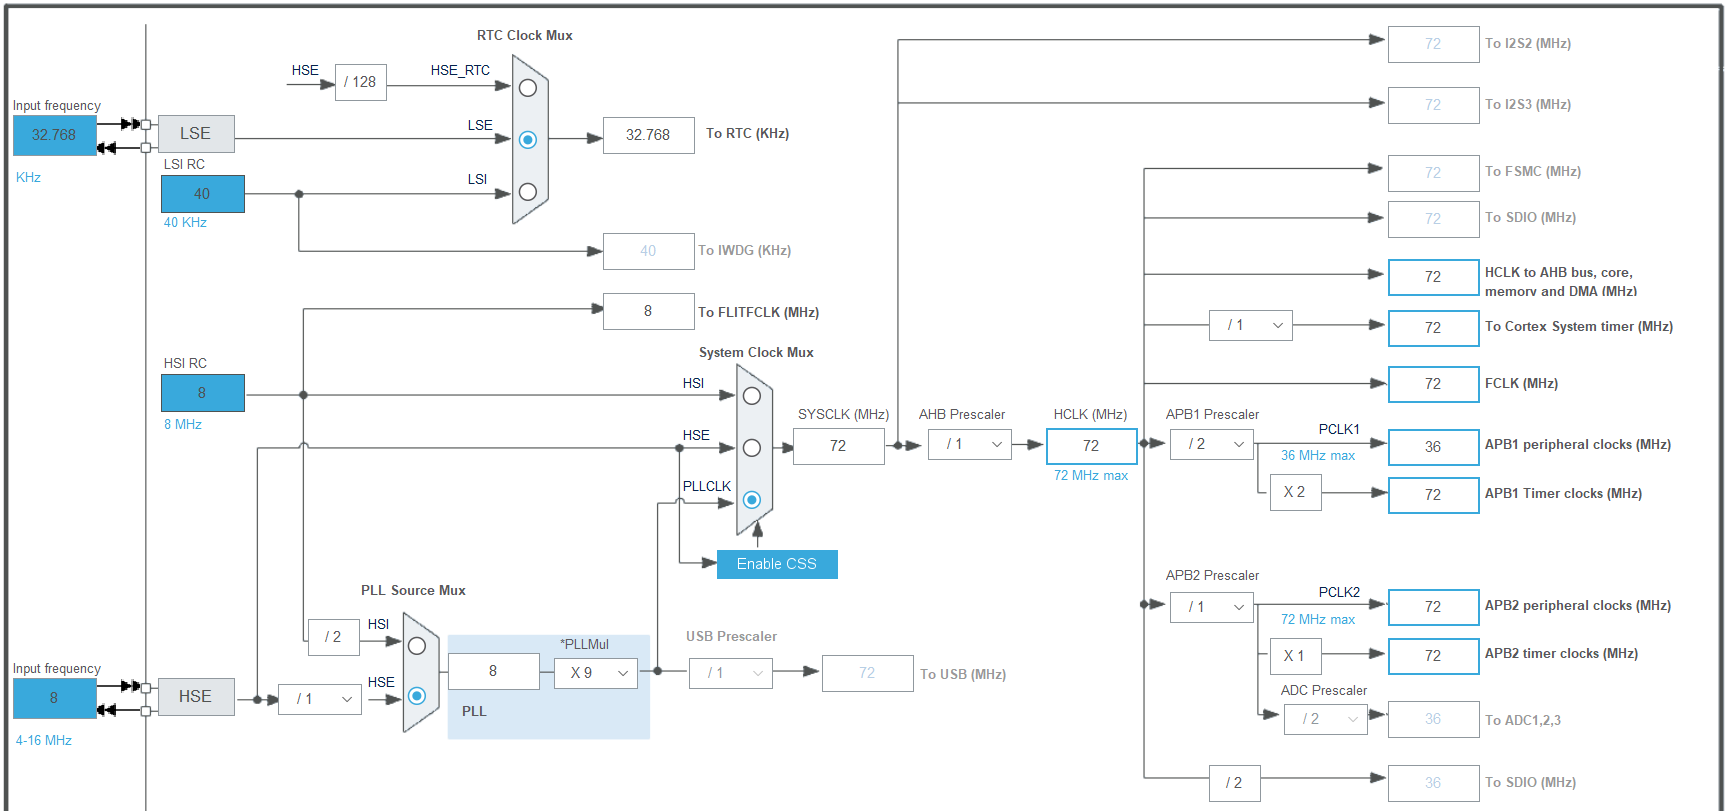 RTC Clock Mux
HSE
/ 128
HSE_RTC
72
To I2S2 (MHz)
Input frequency
32.768
KHz
LSE
LSE
32.768
To RTC (KHz)
72
To I2S3 (MHz)
LSI RC
40
40 KHz
LSI
72
To FSMC (MHz)
72
To SDIO (MHz)
40
To IWDG (KHz)
72
HCLK to AHB bus, core,
memory and DMA (MHz)
8
To FLITFCLK (MHz)
/ 1
72
To Cortex System timer (MHz)
System Clock Mux
HSI RC
8
8 MHz
HSI
72
FCLK (MHz)
SYSCLK (MHz)
72
AHB Prescaler
/ 1
HCLK (MHz)
72
72 MHz max
APB1 Prescaler
/ 2
PCLK1
36 MHz max
36
APB1 peripheral clocks (MHz)
HSE
PLLCLK
X 2
72
APB1 Timer clocks (MHz)
Enable CSS
PLL Source Mux
APB2 Prescaler
/ 1
PCLK2
72 MHz max
72
APB2 peripheral clocks (MHz)
/ 2
HSI
*PLLMul
USB Prescaler
X 1
72
APB2 timer clocks (MHz)
Input frequency
8
4-16 MHz
HSE
/ 1
HSE
8
X 9
PLL
/ 1
72
To USB (MHz)
ADC Prescaler
/ 2
36
To ADC1,2,3
/ 2
36
To SDIO (MHz)